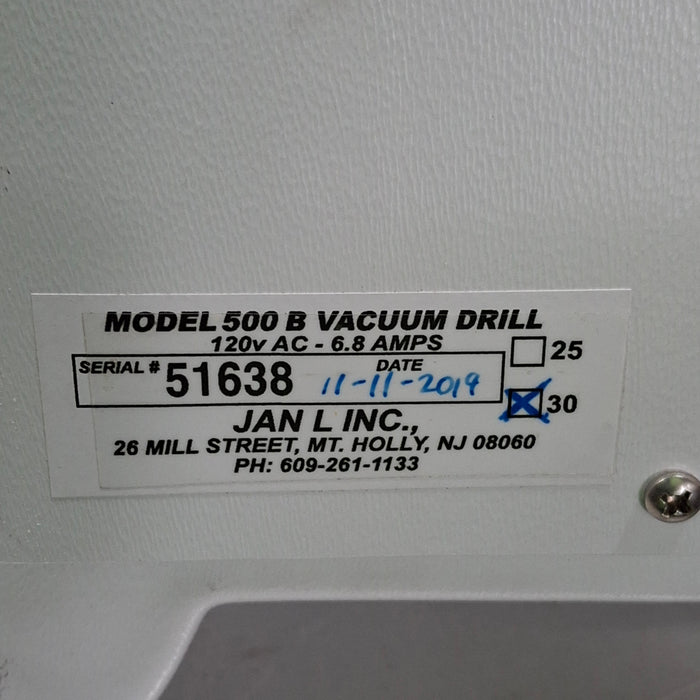 MODEL 500 B VACUUM DRILL
120v AC - 6.8 AMPS
25
SERIAL # 51638 DATE 11-11-2019
30
JAN L INC.,
26 MILL STREET, MT. HOLLY, NJ 08060
PH: 609-261-1133